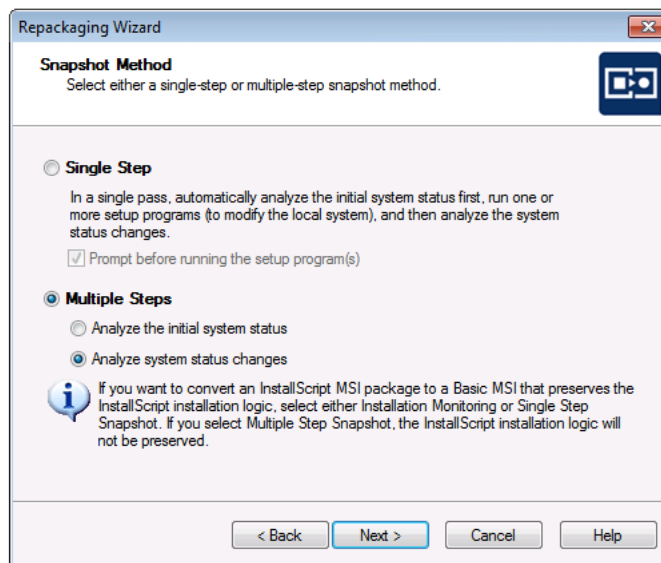 Repackaging Wizard
Snapshot Method
Select either a single-step or multiple-step snapshot method.
Single Step
In a single pass, automatically analyze the initial system status first, run one or
more setup programs (to modify the local system), and then analyze the system
status changes.
Prompt before running the setup program(s)
Multiple Steps
Analyze the initial system status
Analyze system status changes
If you want to convert an InstallScript MSI package to a Basic MSI that preserves the
InstallScript installation logic, select either Installation Monitoring or Single Step
Snapshot. If you select Multiple Step Snapshot, the InstallScript installation logic will
not be preserved.
< Back Next > Cancel Help